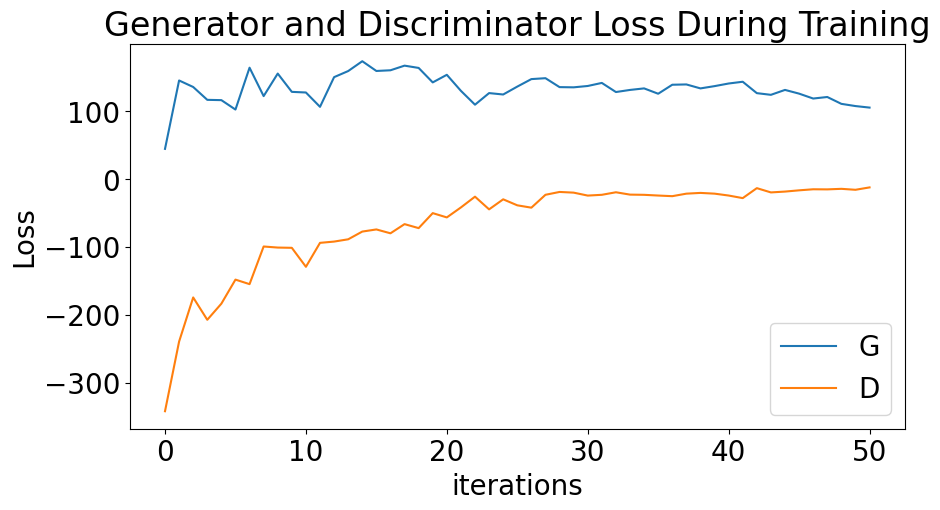 Generator and Discriminator Loss During Training
Loss
100
0
−100
−200
−300
G
D
0 10 20 30 40 50
iterations